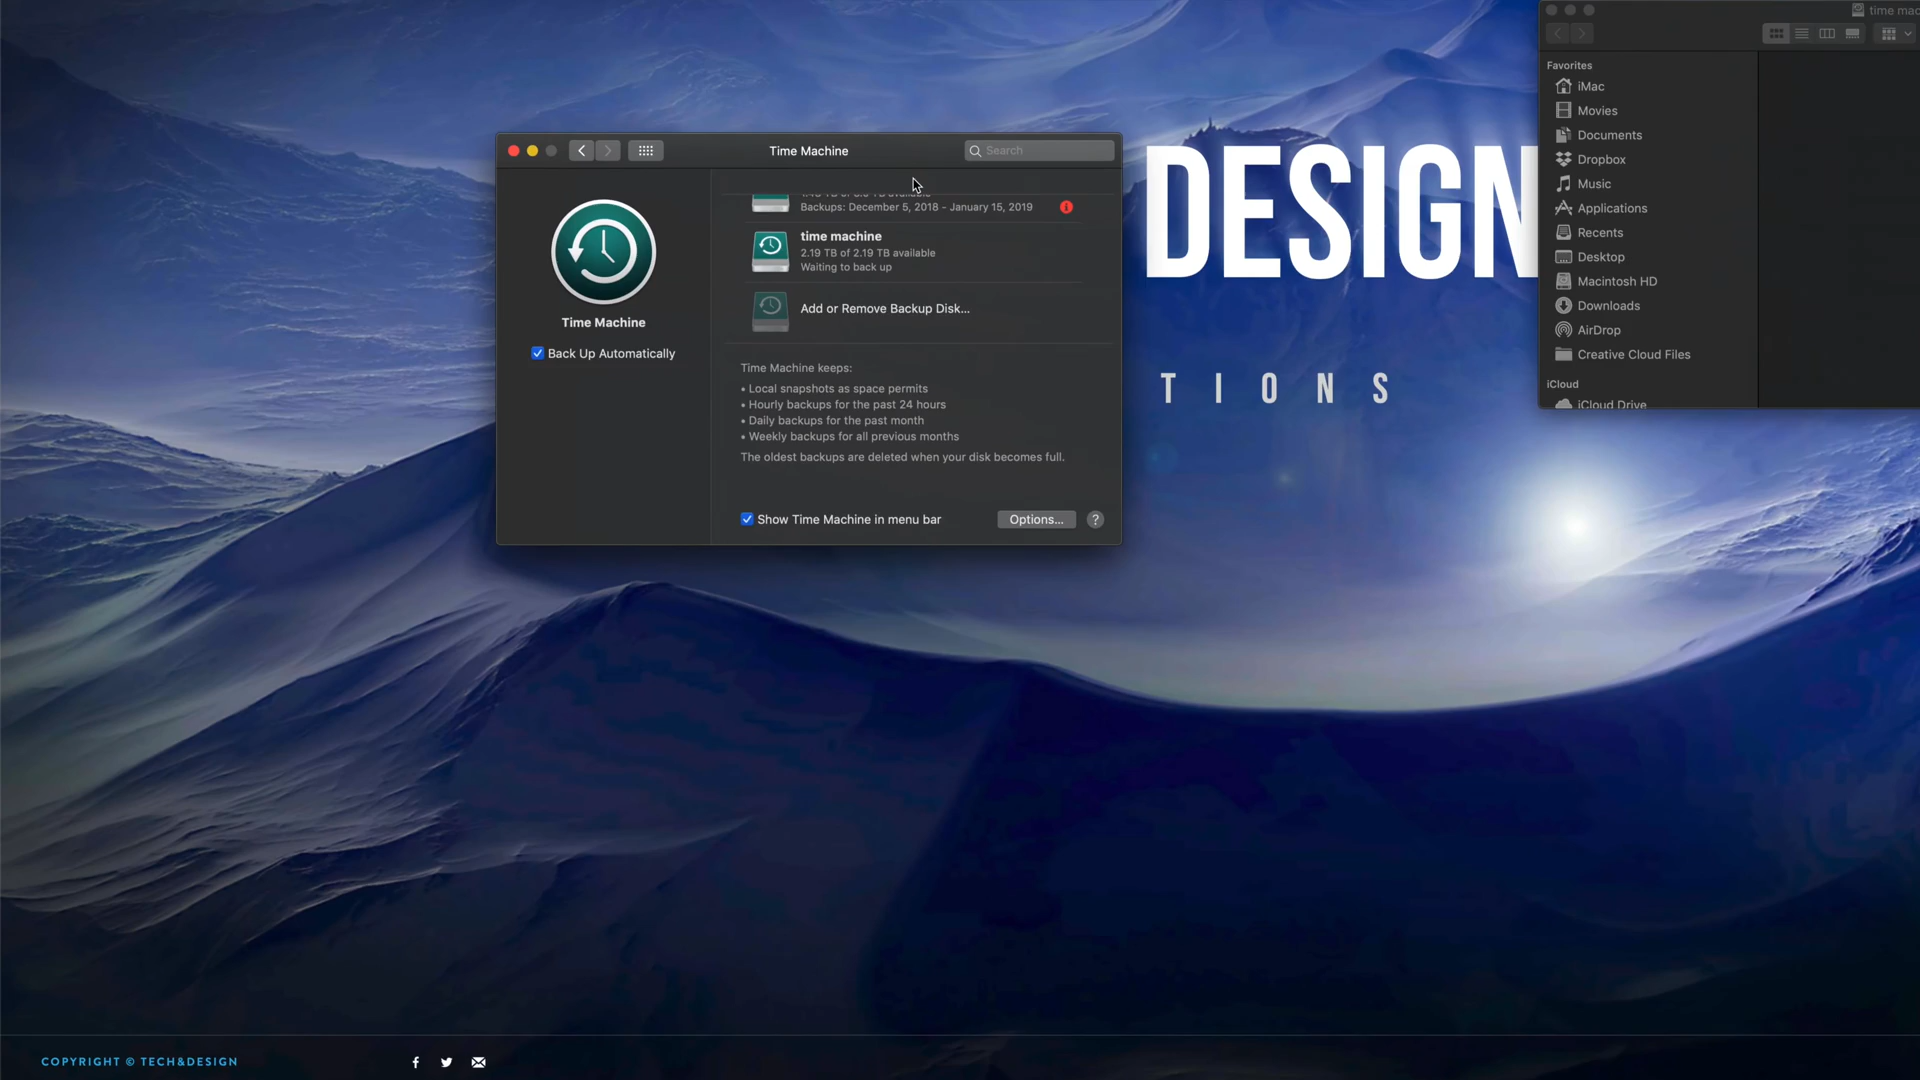 Time Machine
Search
Backups: December 5, 2018 - January 15, 2019
time machine
2.19 TB of 2.19 TB available
Waiting to back up
Add or Remove Backup Disk...
Time Machine
Back Up Automatically
Time Machine keeps:
• Local snapshots as space permits
• Hourly backups for the past 24 hours
• Daily backups for the past month
• Weekly backups for all previous months
The oldest backups are deleted when your disk becomes full.
Show Time Machine in menu bar
Options...
?
DESIGN
TIONS
time mac
Favorites
iMac
Movies
Documents
Dropbox
Music
Applications
Recents
Desktop
Macintosh HD
Downloads
AirDrop
Creative Cloud Files
iCloud
iCloud Drive
COPYRIGHT © TECH&DESIGN